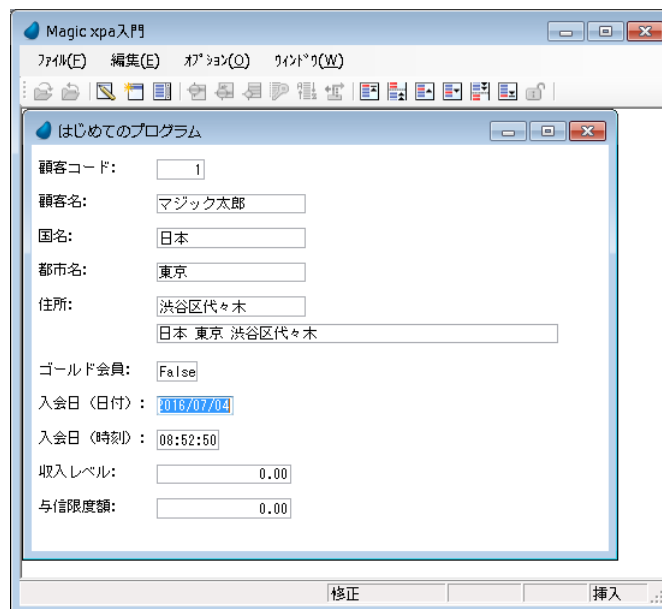 Magic xpa入門
ﾌｧｲﾙ(F) 編集(E) ｵﾌﾟｼｮﾝ(O) ｳｨﾝﾄﾞｳ(W)
はじめてのプログラム
顧客コード: 1
顧客名: マジック太郎
国名: 日本
都市名: 東京
住所: 渋谷区代々木
日本 東京 渋谷区代々木
ゴールド会員: False
入会日（日付）: 2016/07/04
入会日（時刻）: 08:52:50
収入レベル: 0.00
与信限度額: 0.00
修正 挿入